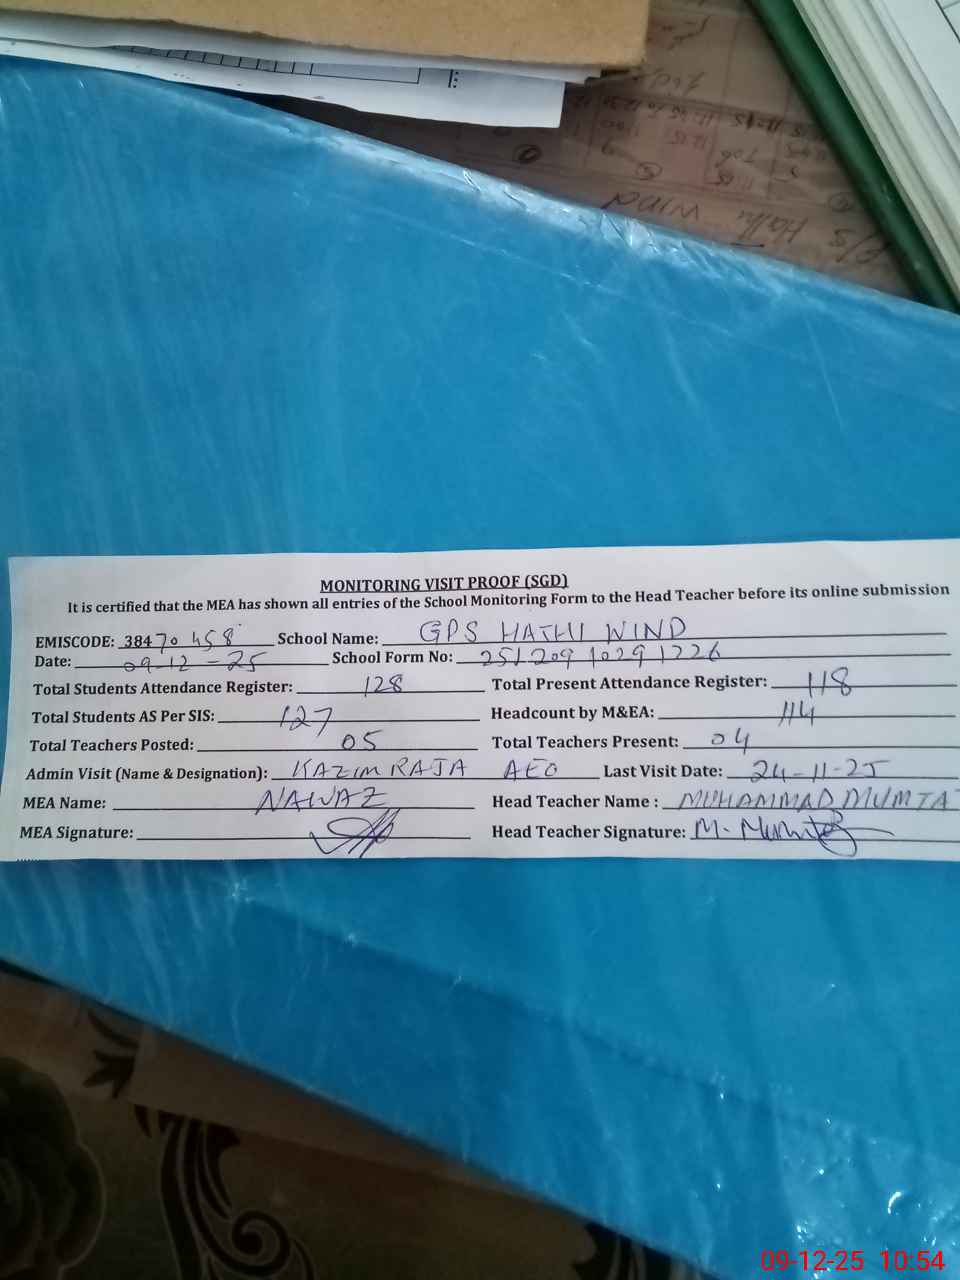 P/S Hathi WIND
MONITORING VISIT PROOF (SGD)
It is certified that the MEA has shown all entries of the School Monitoring Form to the Head Teacher before its online submission
EMISCODE: 38470458 School Name: GPS HATHI WIND
Date: 09-12-25 School Form No: 25120910291226
Total Students Attendance Register: 128 Total Present Attendance Register: 118
Total Students AS Per SIS: 127 Headcount by M&EA: 114
Total Teachers Posted: 05 Total Teachers Present: 04
Admin Visit (Name & Designation): KAZIM RAJA AEO Last Visit Date: 24-11-25
MEA Name: NAWAZ Head Teacher Name : MUHAMMAD MUMTAZ
MEA Signature: Head Teacher Signature: M. Mumtaz
09-12-25 10:54